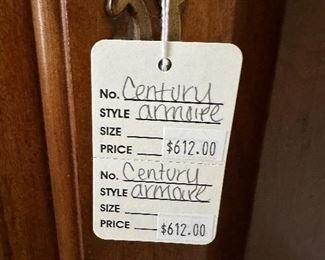 No. Century
STYLE armoire
SIZE
PRICE $612.00
No. Century
STYLE armoire
SIZE
PRICE $612.00